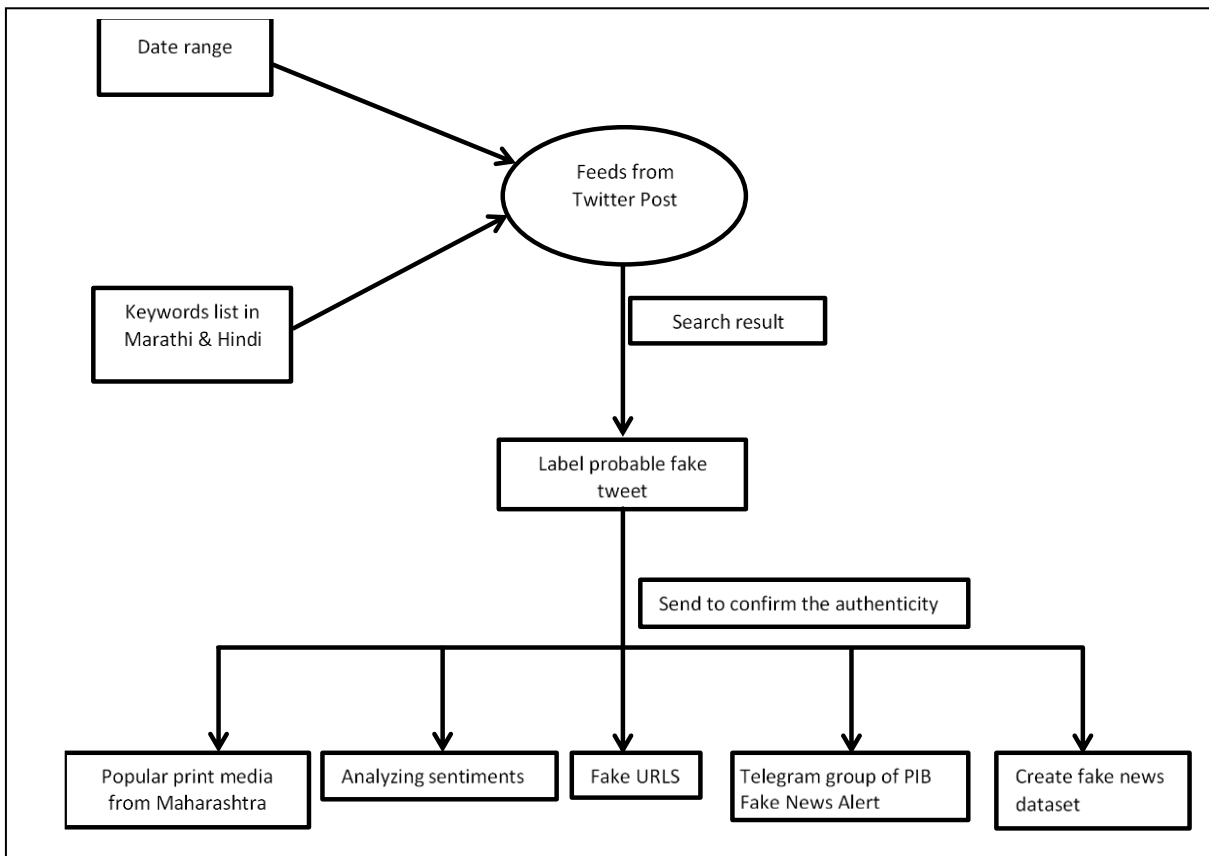 Date range
Feeds from
Twitter Post
Keywords list in
Marathi & Hindi
Search result
Label probable fake
tweet
Send to confirm the authenticity
Popular print media
from Maharashtra
Analyzing sentiments
Fake URLS
Telegram group of PIB
Fake News Alert
Create fake news
dataset